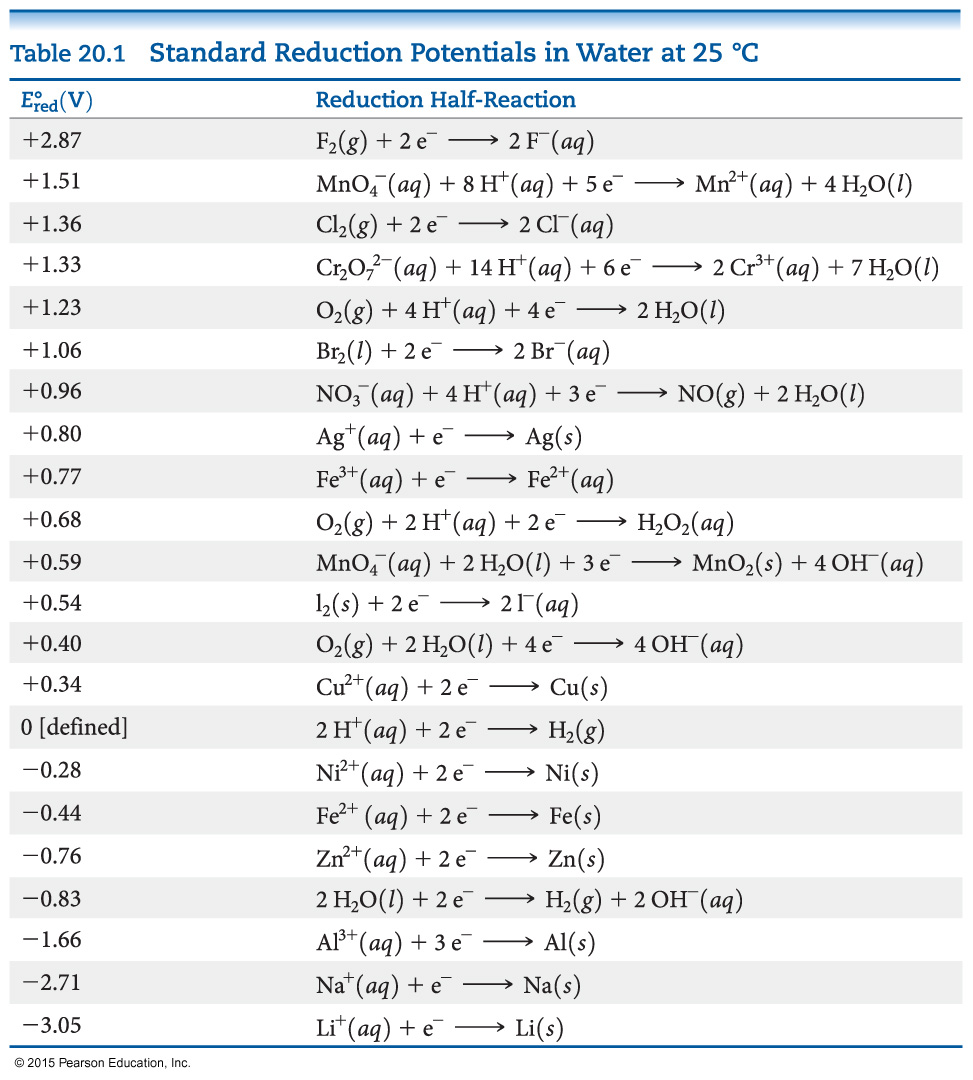 Table 20.1 Standard Reduction Potentials in Water at 25 °C
E°red(V) Reduction Half-Reaction
+2.87 F₂(g) + 2 e⁻ ⟶ 2 F⁻(aq)
+1.51 MnO₄⁻(aq) + 8 H⁺(aq) + 5 e⁻ ⟶ Mn²⁺(aq) + 4 H₂O(l)
+1.36 Cl₂(g) + 2 e⁻ ⟶ 2 Cl⁻(aq)
+1.33 Cr₂O₇²⁻(aq) + 14 H⁺(aq) + 6 e⁻ ⟶ 2 Cr³⁺(aq) + 7 H₂O(l)
+1.23 O₂(g) + 4 H⁺(aq) + 4 e⁻ ⟶ 2 H₂O(l)
+1.06 Br₂(l) + 2 e⁻ ⟶ 2 Br⁻(aq)
+0.96 NO₃⁻(aq) + 4 H⁺(aq) + 3 e⁻ ⟶ NO(g) + 2 H₂O(l)
+0.80 Ag⁺(aq) + e⁻ ⟶ Ag(s)
+0.77 Fe³⁺(aq) + e⁻ ⟶ Fe²⁺(aq)
+0.68 O₂(g) + 2 H⁺(aq) + 2 e⁻ ⟶ H₂O₂(aq)
+0.59 MnO₄⁻(aq) + 2 H₂O(l) + 3 e⁻ ⟶ MnO₂(s) + 4 OH⁻(aq)
+0.54 I₂(s) + 2 e⁻ ⟶ 2 I⁻(aq)
+0.40 O₂(g) + 2 H₂O(l) + 4 e⁻ ⟶ 4 OH⁻(aq)
+0.34 Cu²⁺(aq) + 2 e⁻ ⟶ Cu(s)
0 [defined] 2 H⁺(aq) + 2 e⁻ ⟶ H₂(g)
−0.28 Ni²⁺(aq) + 2 e⁻ ⟶ Ni(s)
−0.44 Fe²⁺ (aq) + 2 e⁻ ⟶ Fe(s)
−0.76 Zn²⁺(aq) + 2 e⁻ ⟶ Zn(s)
−0.83 2 H₂O(l) + 2 e⁻ ⟶ H₂(g) + 2 OH⁻(aq)
−1.66 Al³⁺(aq) + 3 e⁻ ⟶ Al(s)
−2.71 Na⁺(aq) + e⁻ ⟶ Na(s)
−3.05 Li⁺(aq) + e⁻ ⟶ Li(s)
© 2015 Pearson Education, Inc.